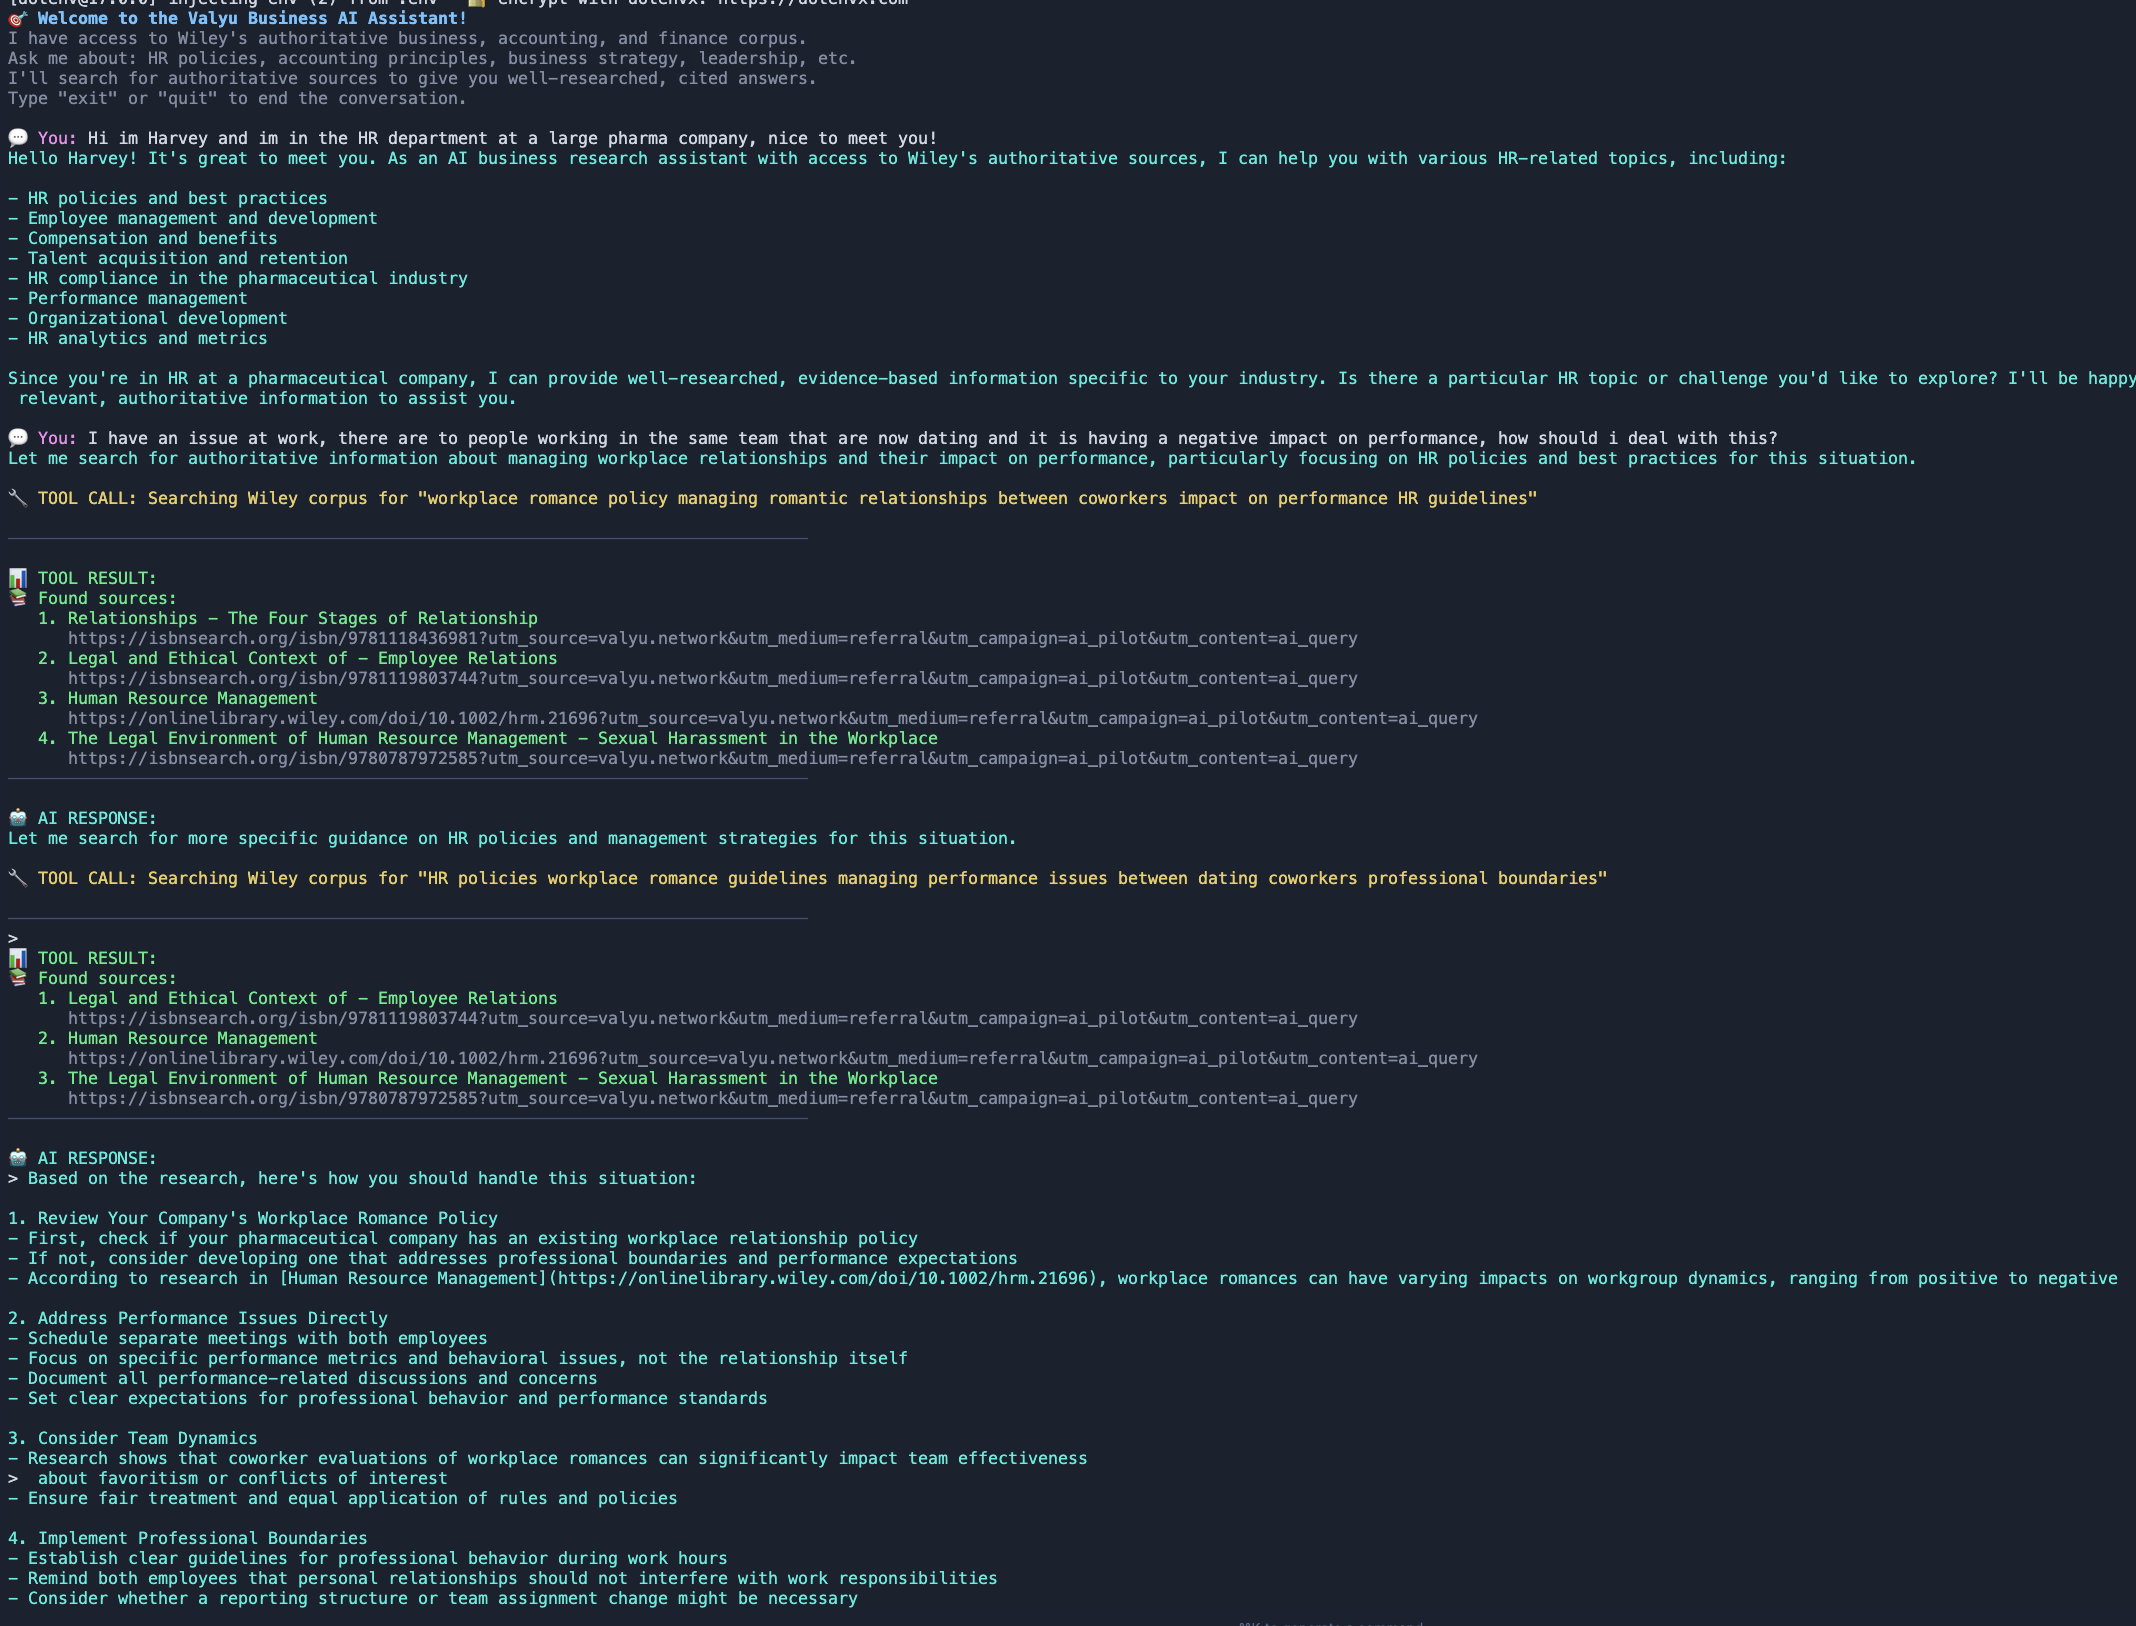 [dotenv@17.0.0] injecting env (2) from .env – 🔐 encrypt with dotenvx: https://dotenvx.com
🎯 Welcome to the Valyu Business AI Assistant!
I have access to Wiley's authoritative business, accounting, and finance corpus.
Ask me about: HR policies, accounting principles, business strategy, leadership, etc.
I'll search for authoritative sources to give you well-researched, cited answers.
Type "exit" or "quit" to end the conversation.
💬 You: Hi im Harvey and im in the HR department at a large pharma company, nice to meet you!
Hello Harvey! It's great to meet you. As an AI business research assistant with access to Wiley's authoritative sources, I can help you with various HR-related topics, including:
- HR policies and best practices
- Employee management and development
- Compensation and benefits
- Talent acquisition and retention
- HR compliance in the pharmaceutical industry
- Performance management
- Organizational development
- HR analytics and metrics
Since you're in HR at a pharmaceutical company, I can provide well-researched, evidence-based information specific to your industry. Is there a particular HR topic or challenge you'd like to explore? I'll be happy
relevant, authoritative information to assist you.
💬 You: I have an issue at work, there are to people working in the same team that are now dating and it is having a negative impact on performance, how should i deal with this?
Let me search for authoritative information about managing workplace relationships and their impact on performance, particularly focusing on HR policies and best practices for this situation.
🔧 TOOL CALL: Searching Wiley corpus for "workplace romance policy managing romantic relationships between coworkers impact on performance HR guidelines"
📊 TOOL RESULT:
📚 Found sources:
1. Relationships - The Four Stages of Relationship
https://isbnsearch.org/isbn/9781118436981?utm_source=valyu.network&utm_medium=referral&utm_campaign=ai_pilot&utm_content=ai_query
2. Legal and Ethical Context of - Employee Relations
https://isbnsearch.org/isbn/9781119803744?utm_source=valyu.network&utm_medium=referral&utm_campaign=ai_pilot&utm_content=ai_query
3. Human Resource Management
https://onlinelibrary.wiley.com/doi/10.1002/hrm.21696?utm_source=valyu.network&utm_medium=referral&utm_campaign=ai_pilot&utm_content=ai_query
4. The Legal Environment of Human Resource Management - Sexual Harassment in the Workplace
https://isbnsearch.org/isbn/9780787972585?utm_source=valyu.network&utm_medium=referral&utm_campaign=ai_pilot&utm_content=ai_query
🤖 AI RESPONSE:
Let me search for more specific guidance on HR policies and management strategies for this situation.
🔧 TOOL CALL: Searching Wiley corpus for "HR policies workplace romance guidelines managing performance issues between dating coworkers professional boundaries"
>
📊 TOOL RESULT:
📚 Found sources:
1. Legal and Ethical Context of - Employee Relations
https://isbnsearch.org/isbn/9781119803744?utm_source=valyu.network&utm_medium=referral&utm_campaign=ai_pilot&utm_content=ai_query
2. Human Resource Management
https://onlinelibrary.wiley.com/doi/10.1002/hrm.21696?utm_source=valyu.network&utm_medium=referral&utm_campaign=ai_pilot&utm_content=ai_query
3. The Legal Environment of Human Resource Management - Sexual Harassment in the Workplace
https://isbnsearch.org/isbn/9780787972585?utm_source=valyu.network&utm_medium=referral&utm_campaign=ai_pilot&utm_content=ai_query
🤖 AI RESPONSE:
> Based on the research, here's how you should handle this situation:
1. Review Your Company's Workplace Romance Policy
- First, check if your pharmaceutical company has an existing workplace relationship policy
- If not, consider developing one that addresses professional boundaries and performance expectations
- According to research in [Human Resource Management](https://onlinelibrary.wiley.com/doi/10.1002/hrm.21696), workplace romances can have varying impacts on workgroup dynamics, ranging from positive to negative
2. Address Performance Issues Directly
- Schedule separate meetings with both employees
- Focus on specific performance metrics and behavioral issues, not the relationship itself
- Document all performance-related discussions and concerns
- Set clear expectations for professional behavior and performance standards
3. Consider Team Dynamics
- Research shows that coworker evaluations of workplace romances can significantly impact team effectiveness
>  about favoritism or conflicts of interest
- Ensure fair treatment and equal application of rules and policies
4. Implement Professional Boundaries
- Establish clear guidelines for professional behavior during work hours
- Remind both employees that personal relationships should not interfere with work responsibilities
- Consider whether a reporting structure or team assignment change might be necessary